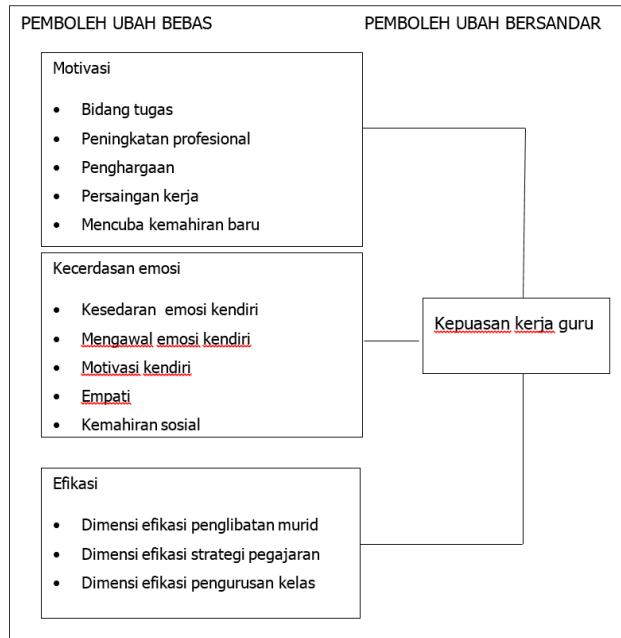 PEMBOLEH UBAH BEBAS
PEMBOLEH UBAH BERSANDAR
Motivasi
• Bidang tugas
• Peningkatan profesional
• Penghargaan
• Persaingan kerja
• Mencuba kemahiran baru
Kecerdasan emosi
• Kesedaran emosi kendiri
• Mengawal emosi kendiri
• Motivasi kendiri
• Empati
• Kemahiran sosial
Kepuasan kerja guru
Efikasi
• Dimensi efikasi penglibatan murid
• Dimensi efikasi strategi pegajaran
• Dimensi efikasi pengurusan kelas